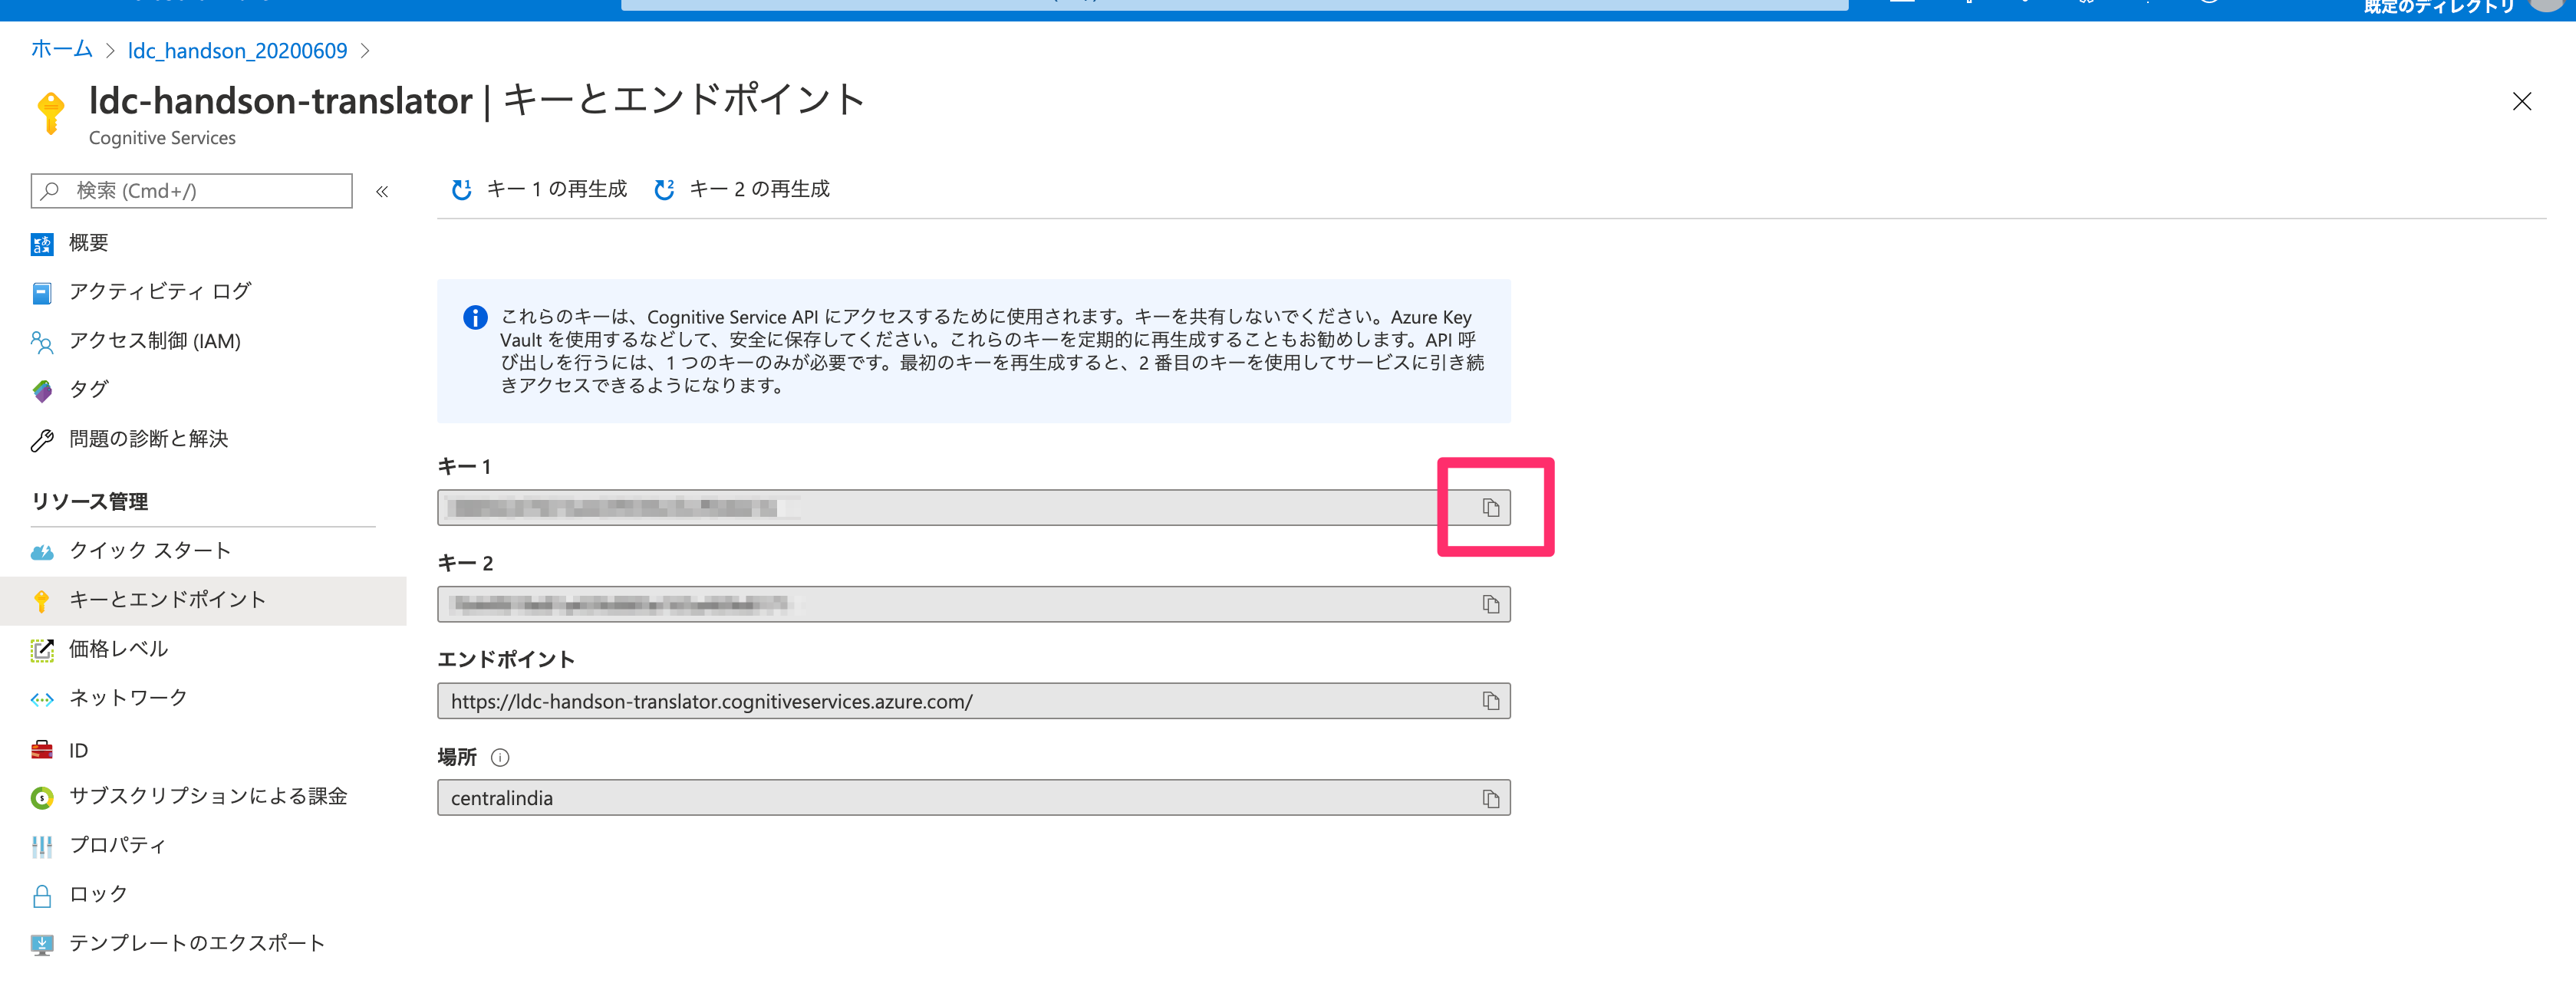 既定のディレクトリ
ホーム > ldc_handson_20200609 >
ldc-handson-translator | キーとエンドポイント
Cognitive Services
検索 (Cmd+/)
«
キー 1 の再生成
キー 2 の再生成
概要
アクティビティ ログ
アクセス制御 (IAM)
タグ
問題の診断と解決
リソース管理
クイック スタート
キーとエンドポイント
価格レベル
ネットワーク
ID
サブスクリプションによる課金
プロパティ
ロック
テンプレートのエクスポート
これらのキーは、Cognitive Service API にアクセスするために使用されます。キーを共有しないでください。Azure Key
Vault を使用するなどして、安全に保存してください。これらのキーを定期的に再生成することもお勧めします。API 呼
び出しを行うには、1 つのキーのみが必要です。最初のキーを再生成すると、2 番目のキーを使用してサービスに引き続
きアクセスできるようになります。
キー 1
キー 2
エンドポイント
https://ldc-handson-translator.cognitiveservices.azure.com/
場所
centralindia